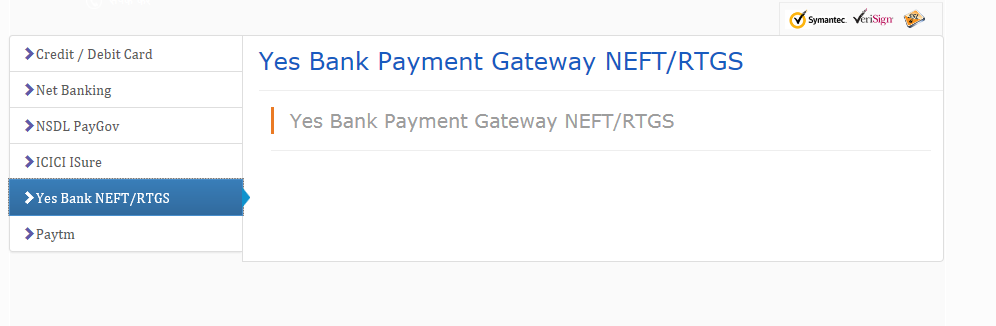 Symantec. VeriSign
Credit / Debit Card
Net Banking
NSDL PayGov
ICICI ISure
Yes Bank NEFT/RTGS
Paytm
Yes Bank Payment Gateway NEFT/RTGS
Yes Bank Payment Gateway NEFT/RTGS